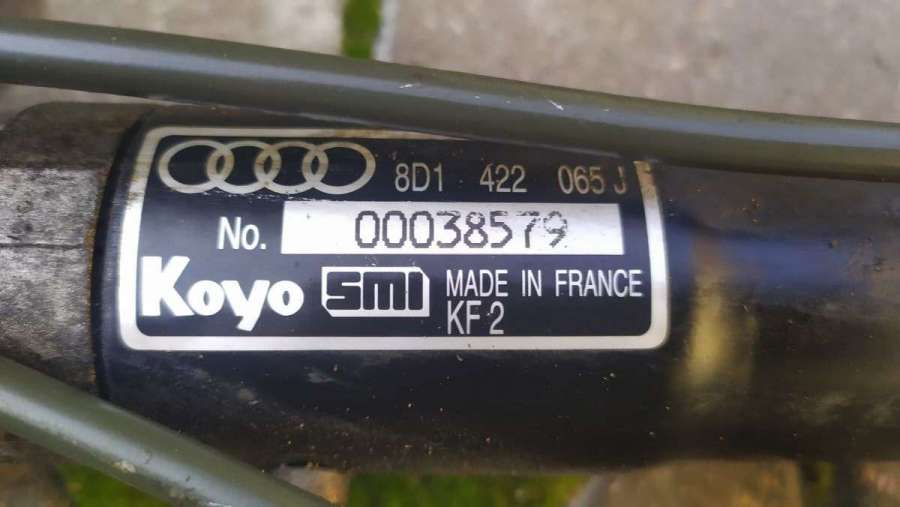 8D1 422 065 J
No. 00038579
Koyo SMI MADE IN FRANCE
KF 2